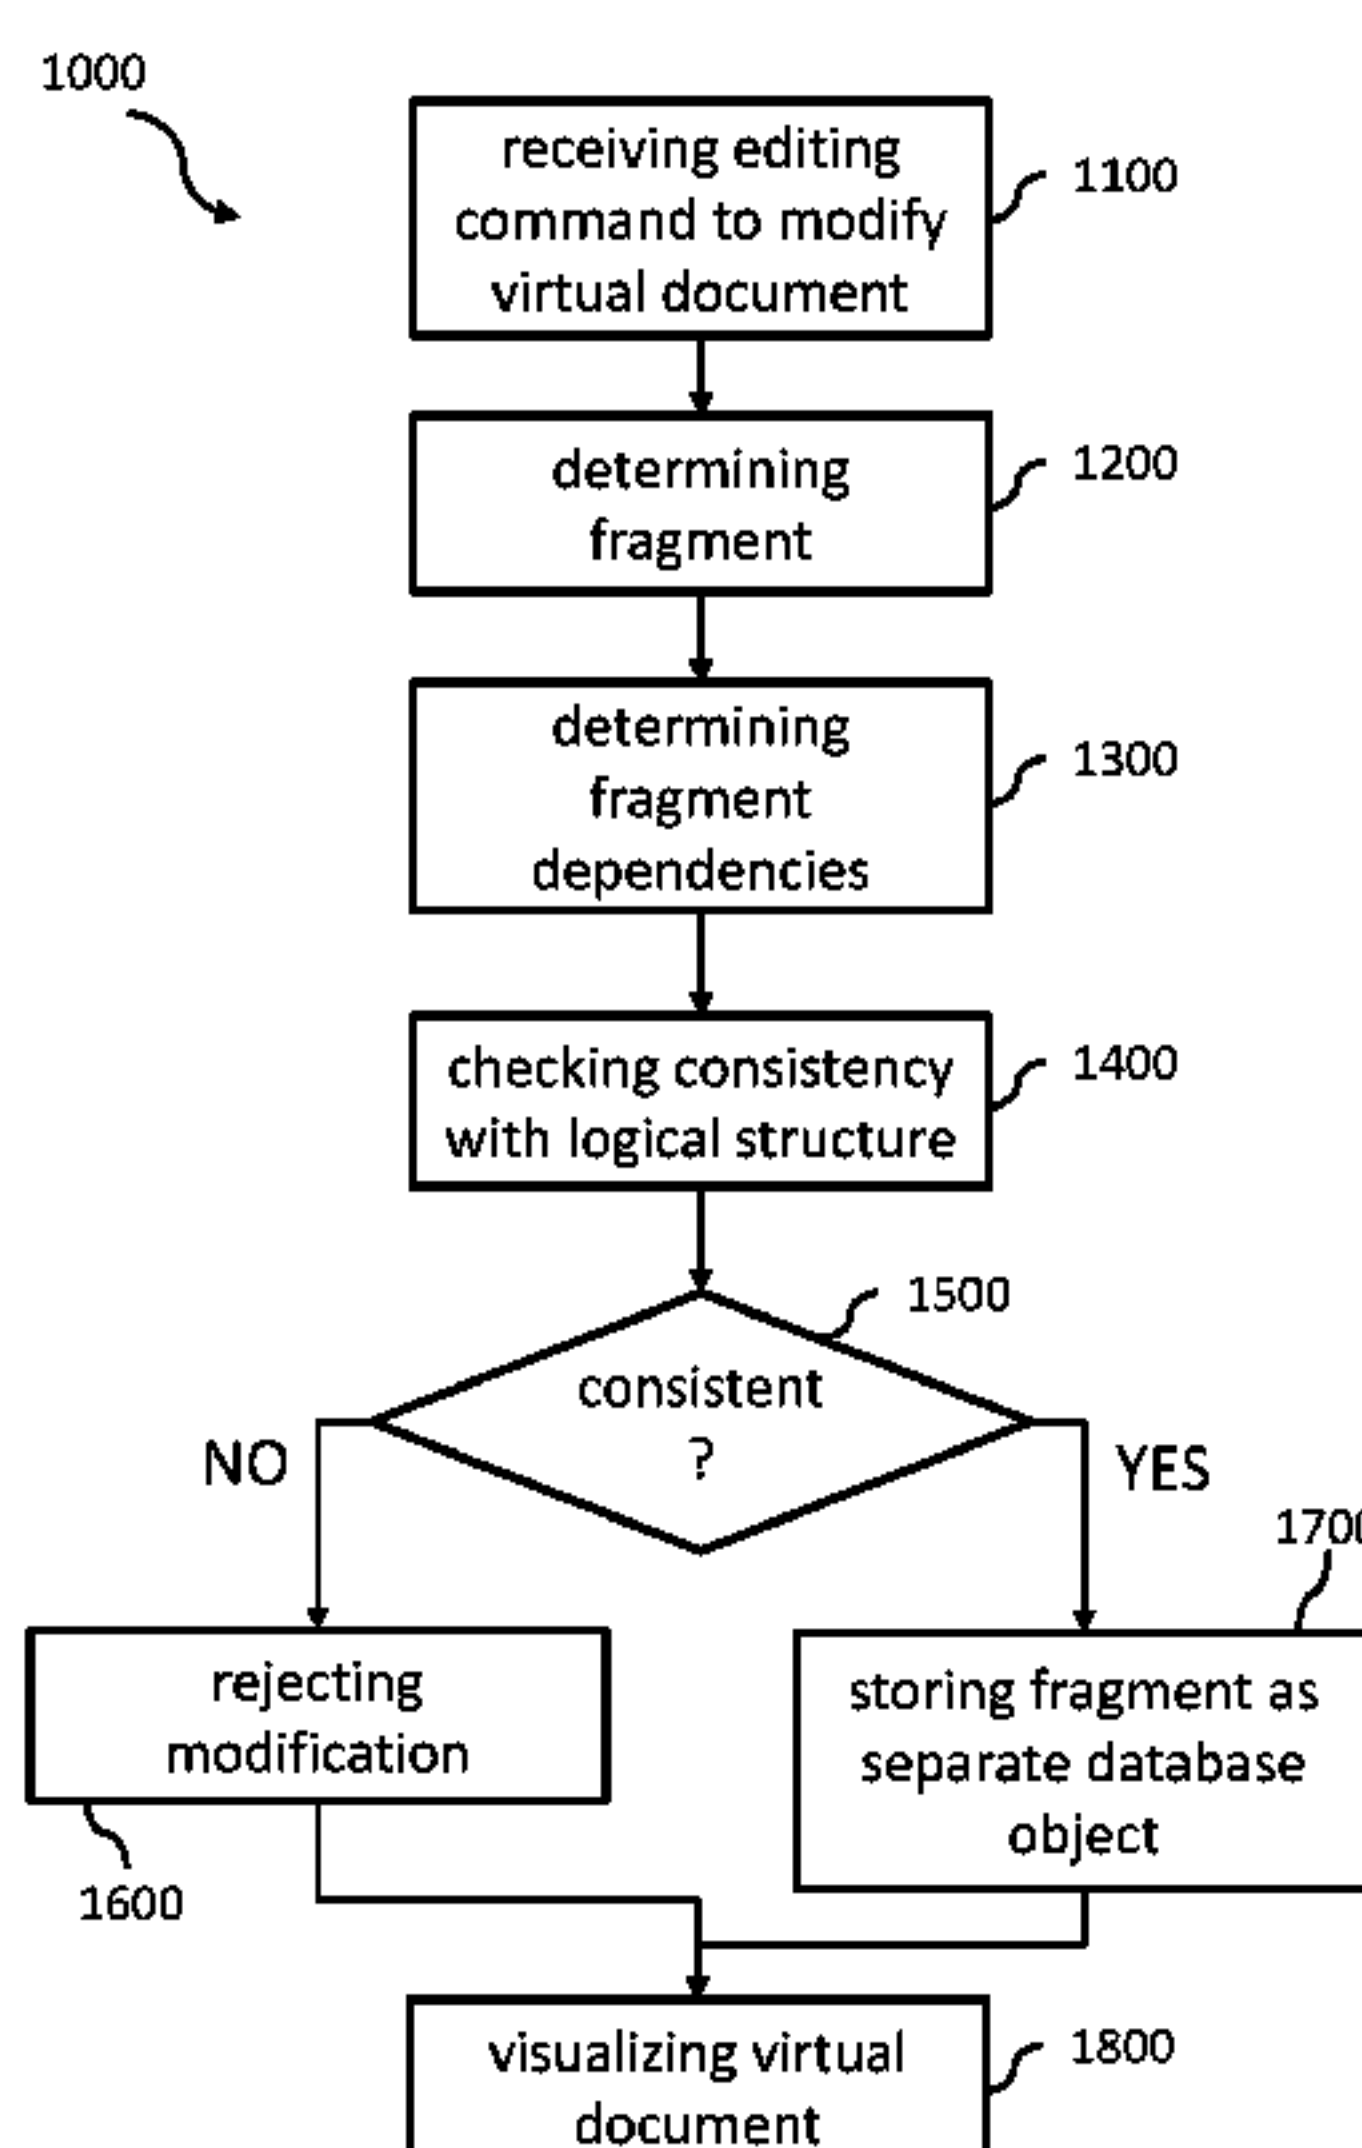 1000
receiving editing
command to modify
virtual document
1100
determining
fragment
1200
determining
fragment
dependencies
1300
checking consistency
with logical structure
1400
1500
consistent
?
NO
YES
1700
rejecting
modification
storing fragment as
separate database
object
1600
visualizing virtual
document
1800